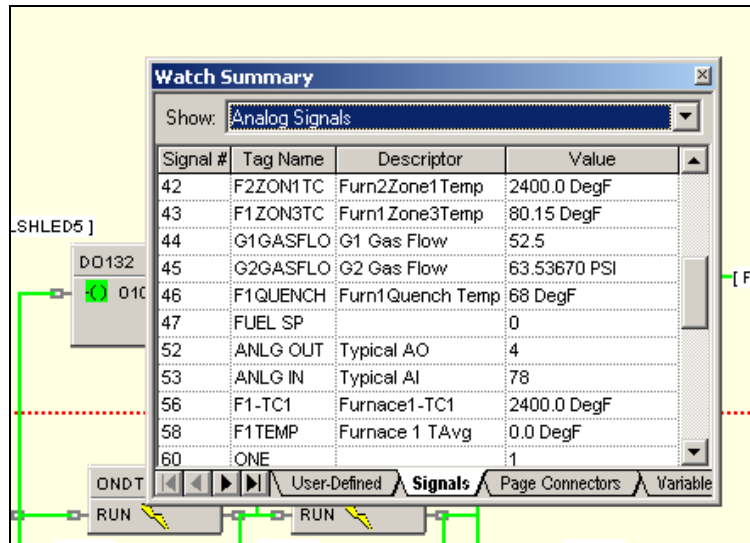 Watch Summary
Show: Analog Signals
Signal # Tag Name Descriptor Value
42 F2ZON1TC Furn2Zone1Temp 2400.0 DegF
43 F1ZON3TC Furn1Zone3Temp 80.15 DegF
44 G1GASFLO G1 Gas Flow 52.5
45 G2GASFLO G2 Gas Flow 63.53670 PSI
46 F1QUENCH Furn1Quench Temp 68 DegF
47 FUEL SP 0
52 ANLG OUT Typical AO 4
53 ANLG IN Typical AI 78
56 F1-TC1 Furnace1-TC1 2400.0 DegF
58 F1TEMP Furnace 1 TAvg 0.0 DegF
60 ONE 1
User-Defined Signals Page Connectors Variable
LSHLED5 ]
DO132
-() 010
[ F
ONDT
RUN RUN